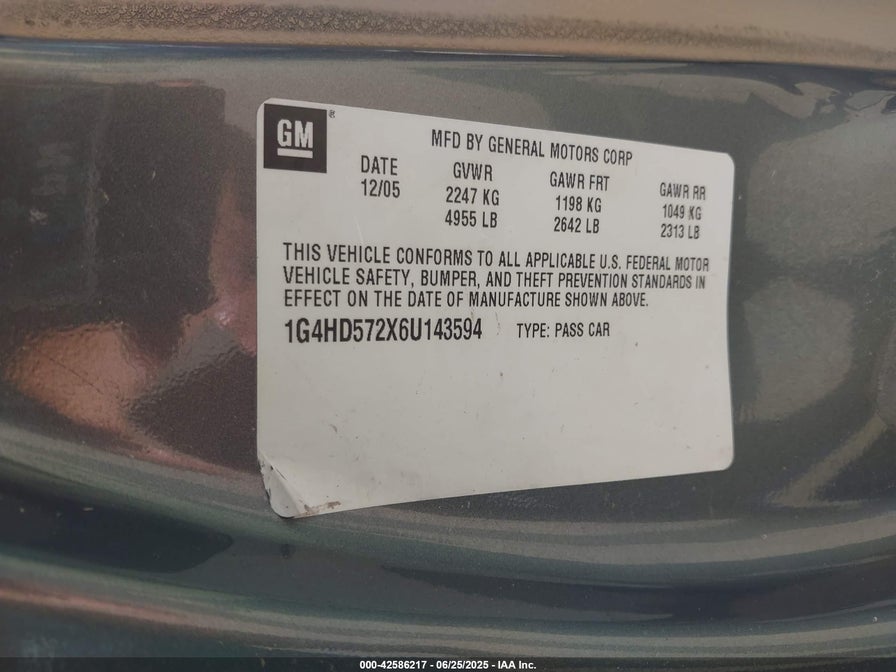 GM ®
MFD BY GENERAL MOTORS CORP
DATE GVWR GAWR FRT GAWR RR
12/05 2247 KG 1198 KG 1049 KG
4955 LB 2642 LB 2313 LB
THIS VEHICLE CONFORMS TO ALL APPLICABLE U.S. FEDERAL MOTOR
VEHICLE SAFETY, BUMPER, AND THEFT PREVENTION STANDARDS IN
EFFECT ON THE DATE OF MANUFACTURE SHOWN ABOVE.
1G4HD572X6U143594 TYPE: PASS CAR
000-42586217 - 06/25/2025 - IAA Inc.